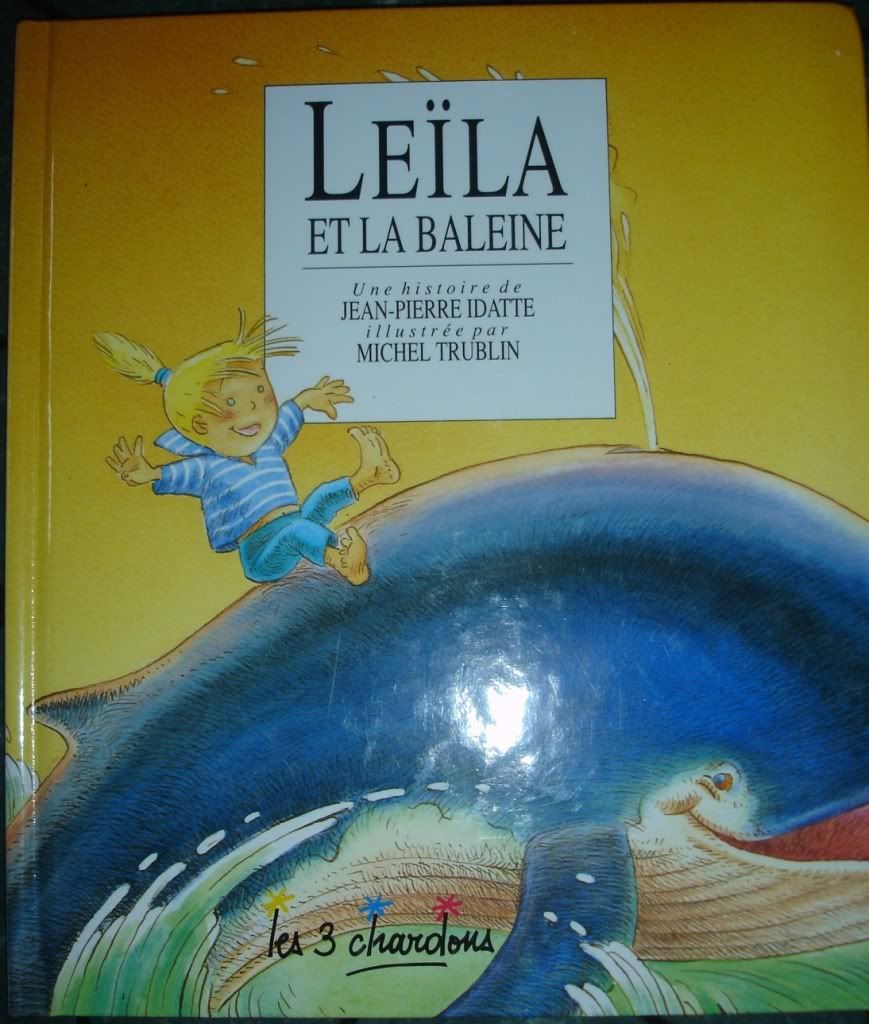 LEÏLA
ET LA BALEINE
Une histoire de
JEAN-PIERRE IDATTE
illustrée par
MICHEL TRUBLIN
les 3 chardons